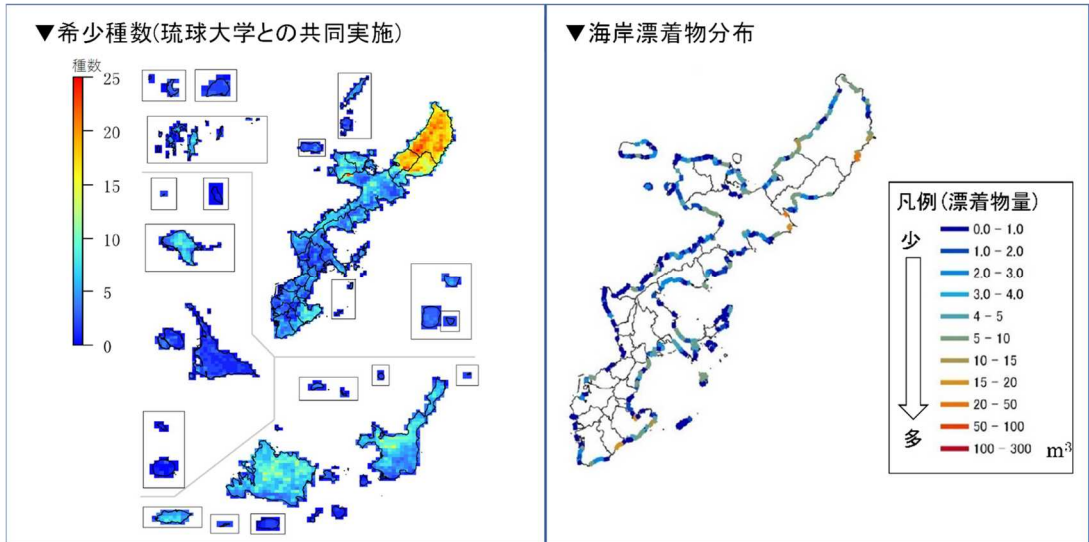 ▼希少種数(琉球大学との共同実施)
種数
25
20
15
10
5
0
▼海岸漂着物分布
凡例(漂着物量)
少
多
0.0 - 1.0
1.0 - 2.0
2.0 - 3.0
3.0 - 4.0
4 - 5
5 - 10
10 - 15
15 - 20
20 - 50
50 - 100
100 - 300 m³